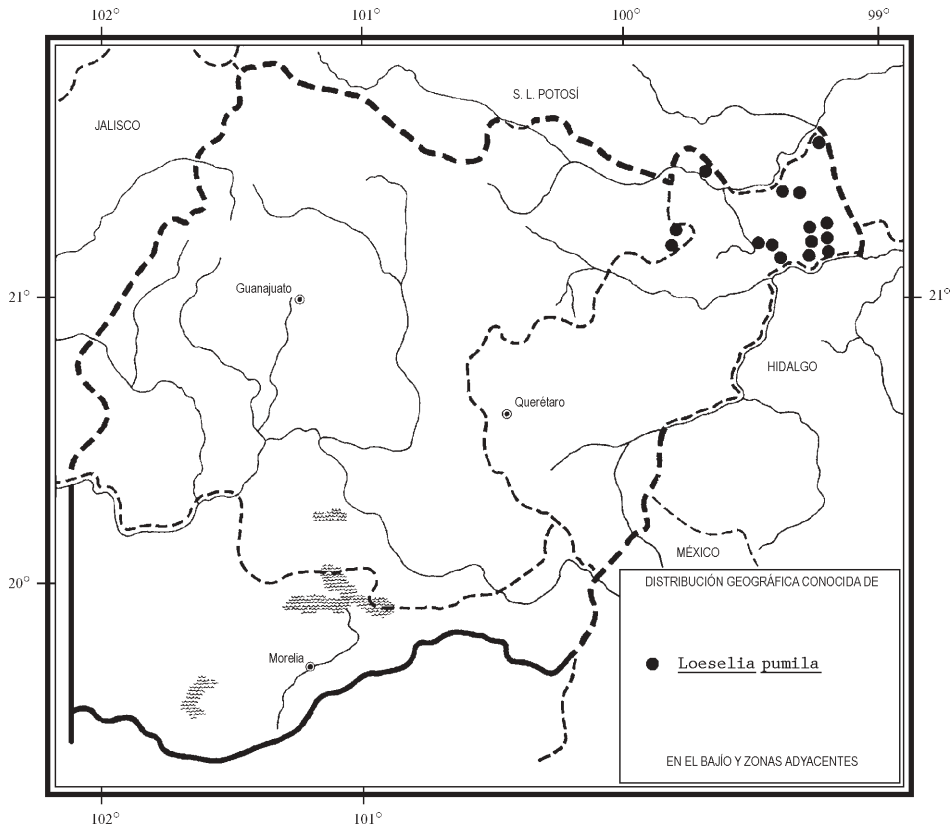 102° 101° 100° 99°
S. L. POTOSÍ
JALISCO
Guanajuato
21° 21°
HIDALGO
Querétaro
MÉXICO
20°
DISTRIBUCIÓN GEOGRÁFICA CONOCIDA DE
Morelia
Loeselia pumila
EN EL BAJÍO Y ZONAS ADYACENTES
102° 101°